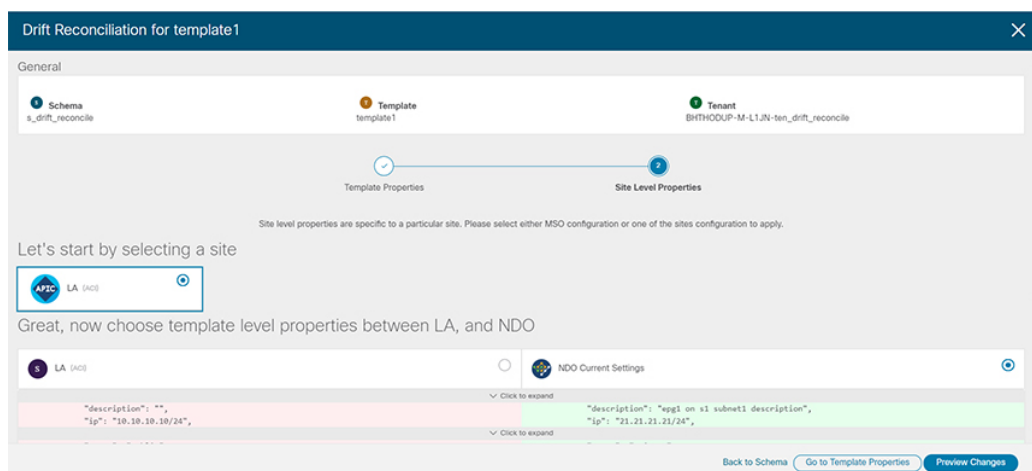 Drift Reconciliation for template1
General
S Schema
s_drift_reconcile
T Template
template1
T Tenant
BHTHODUP-M-L1JN-ten_drift_reconcile
2
Template Properties
Site Level Properties
Site level properties are specific to a particular site. Please select either MSO configuration or one of the sites configuration to apply.
Let's start by selecting a site
APIC LA (ACI)
Great, now choose template level properties between LA, and NDO
S LA (ACI)
NDO Current Settings
Click to expand
"description": "",
"ip": "10.10.10.10/24",
"description": "epg1 on s1 subnet1 description",
"ip": "21.21.21.21/24",
Click to expand
Back to Schema Go to Template Properties Preview Changes